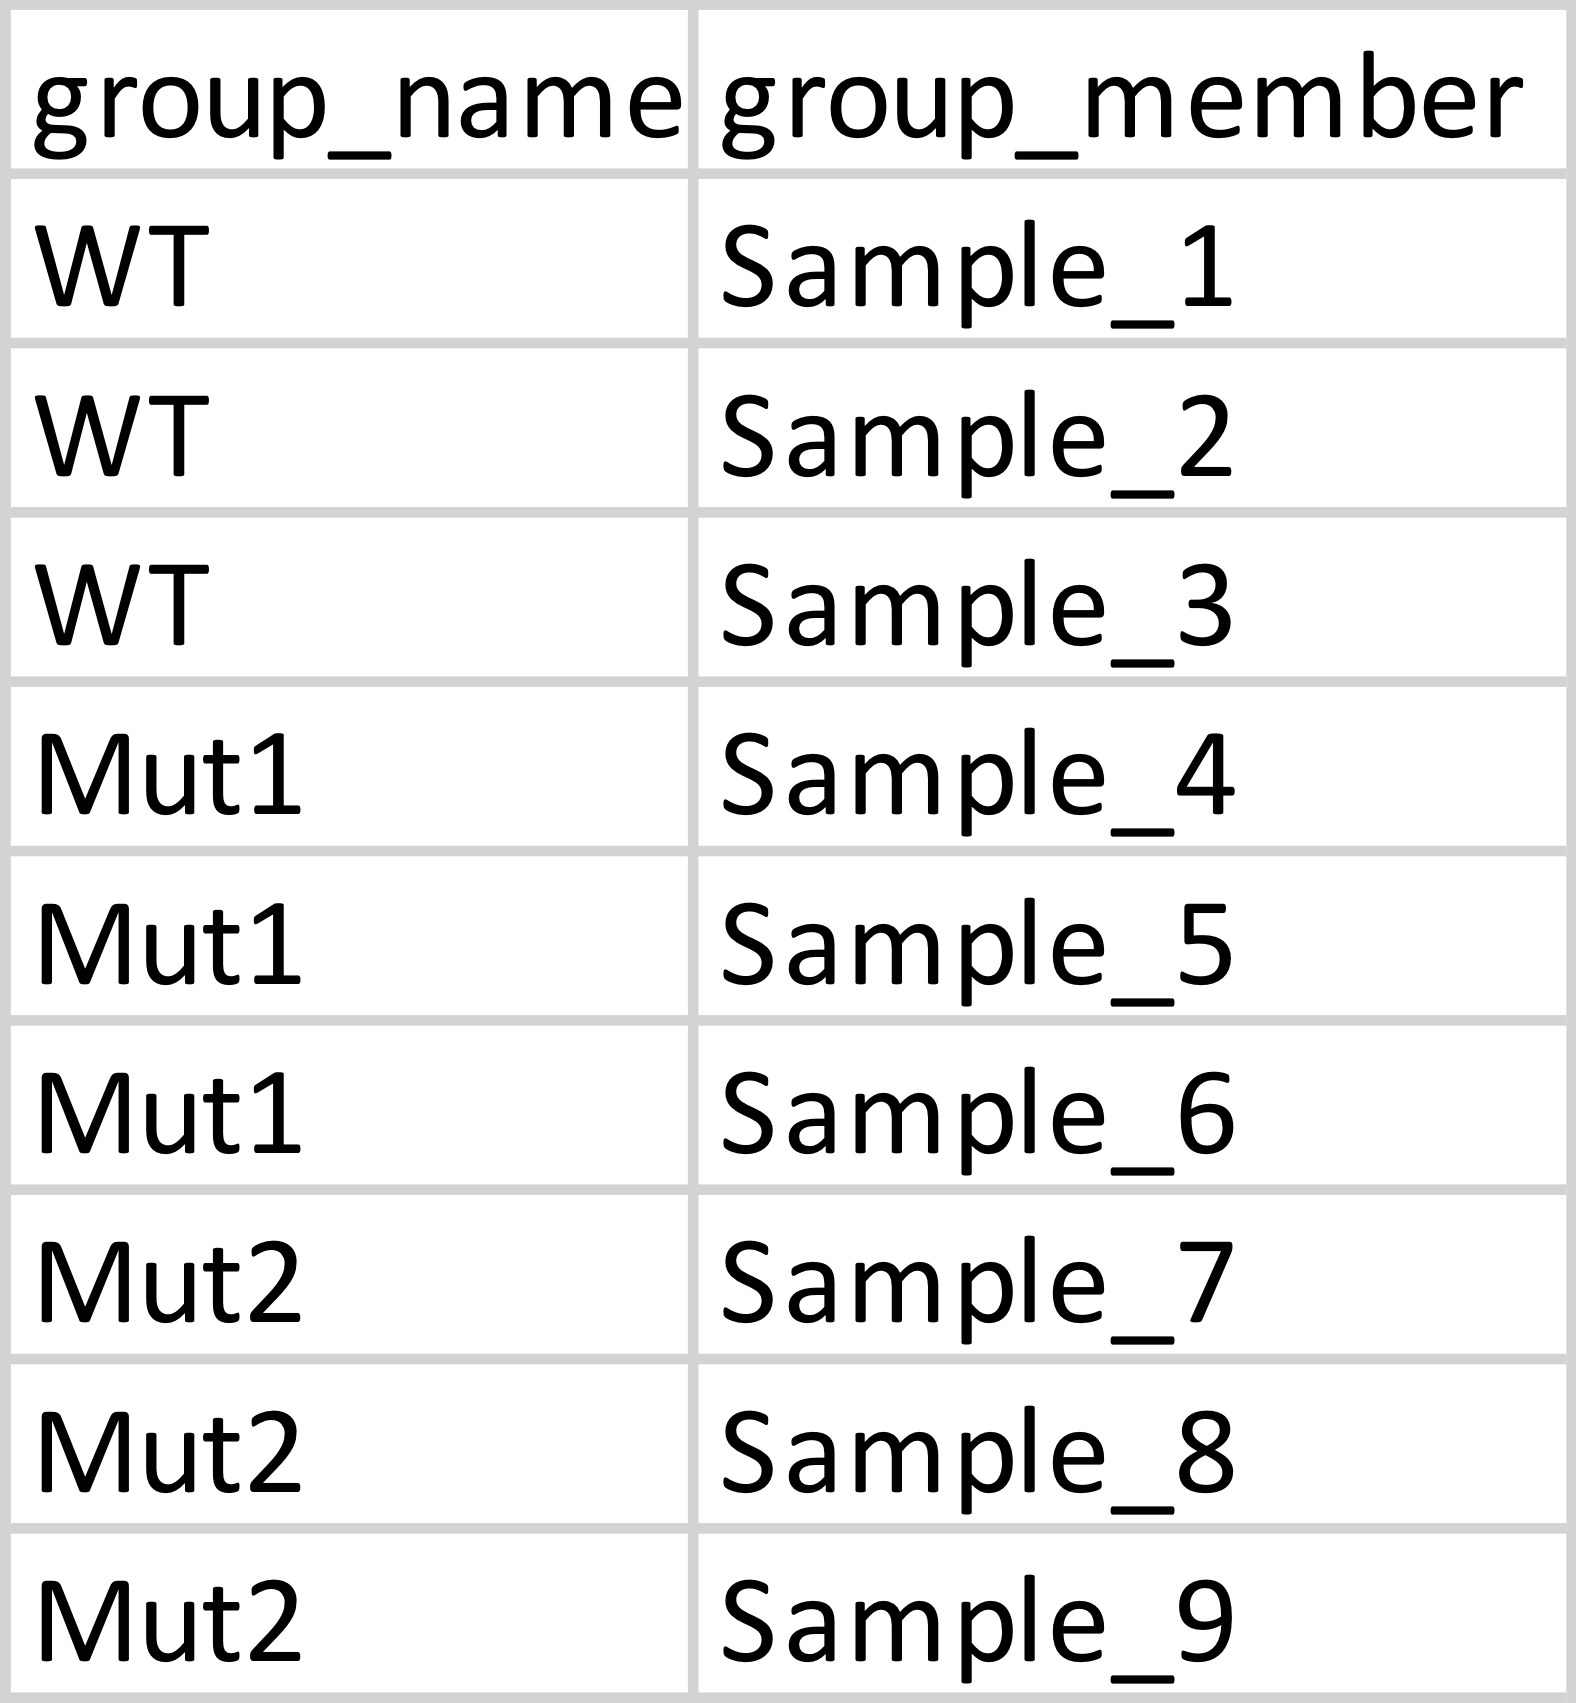 group_name group_member
WT Sample_1
WT Sample_2
WT Sample_3
Mut1 Sample_4
Mut1 Sample_5
Mut1 Sample_6
Mut2 Sample_7
Mut2 Sample_8
Mut2 Sample_9